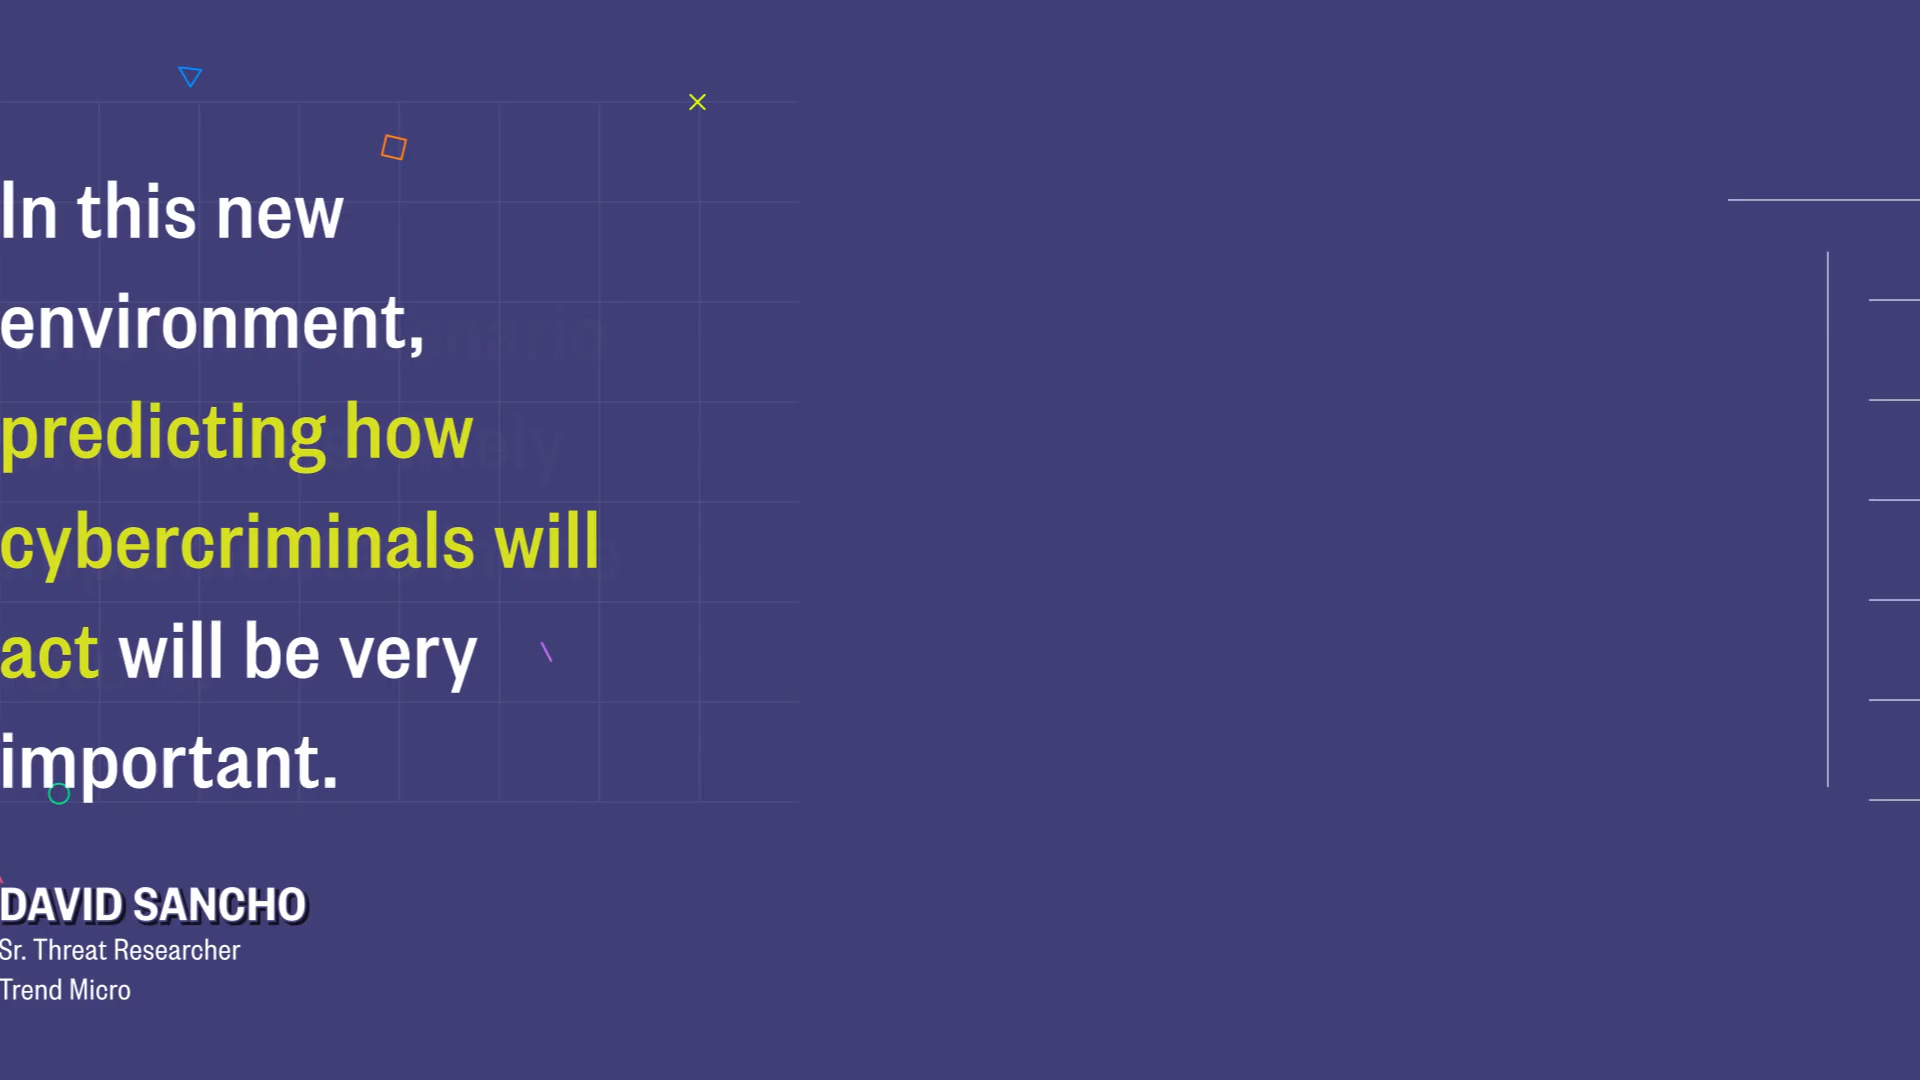 In this new
environment,
predicting how
cybercriminals will
act will be very
important.
DAVID SANCHO
Sr. Threat Researcher
Trend Micro